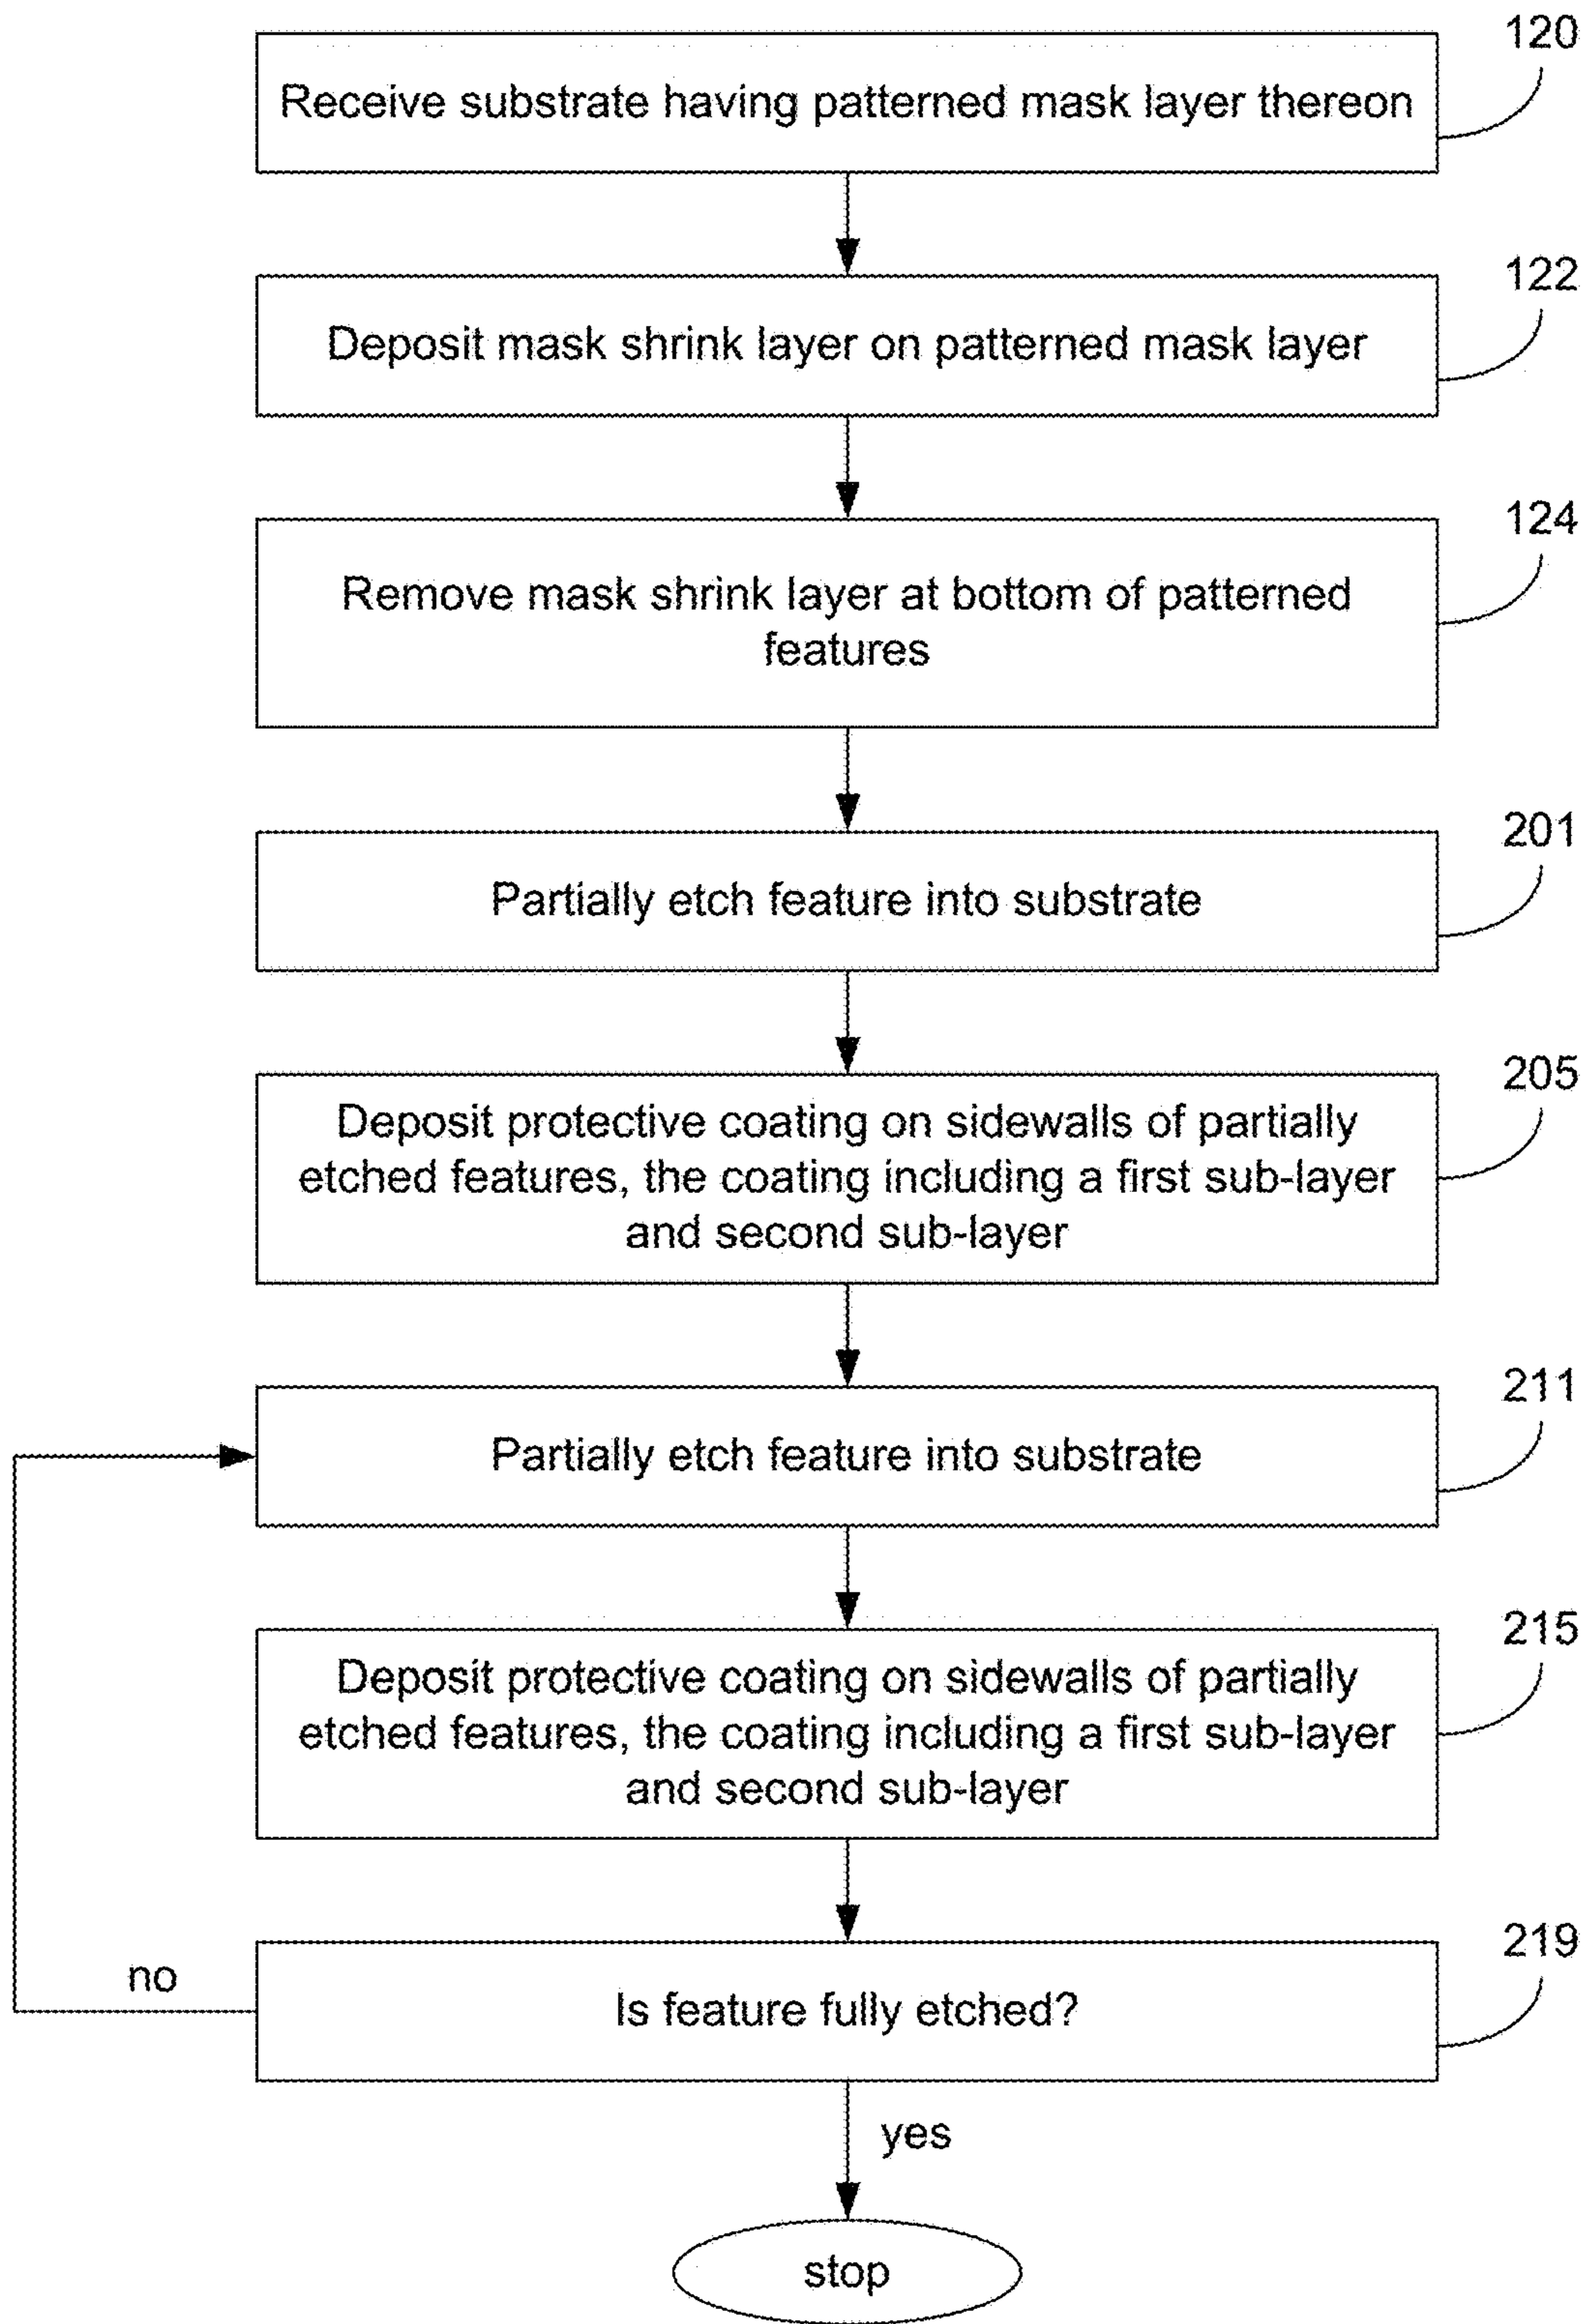 120
Receive substrate having patterned mask layer thereon
122
Deposit mask shrink layer on patterned mask layer
124
Remove mask shrink layer at bottom of patterned
features
201
Partially etch feature into substrate
205
Deposit protective coating on sidewalls of partially
etched features, the coating including a first sub-layer
and second sub-layer
211
Partially etch feature into substrate
215
Deposit protective coating on sidewalls of partially
etched features, the coating including a first sub-layer
and second sub-layer
219
no
Is feature fully etched?
yes
stop